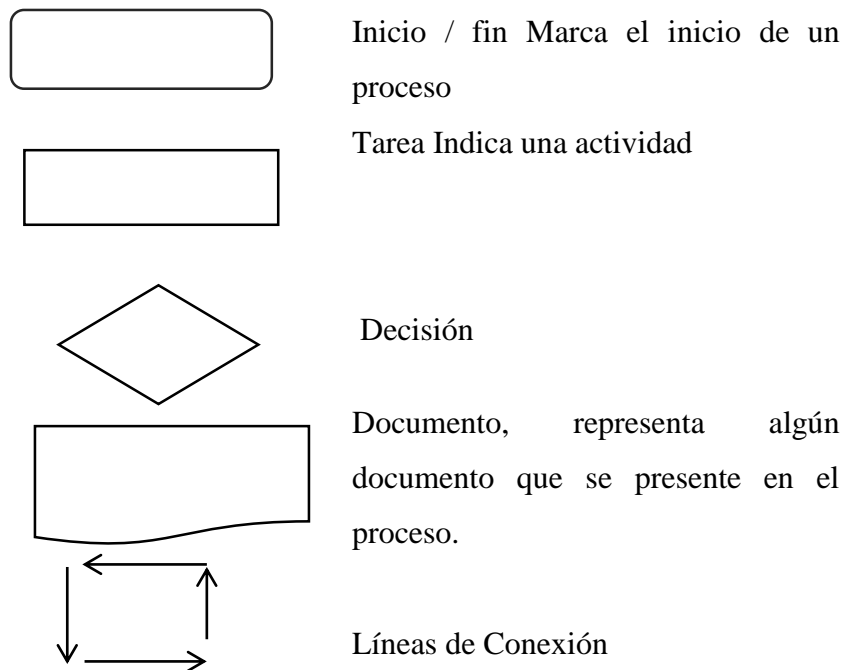 Inicio / fin Marca el inicio de un
proceso
Tarea Indica una actividad
Decisión
Documento, representa algún
documento que se presente en el
proceso.
Líneas de Conexión